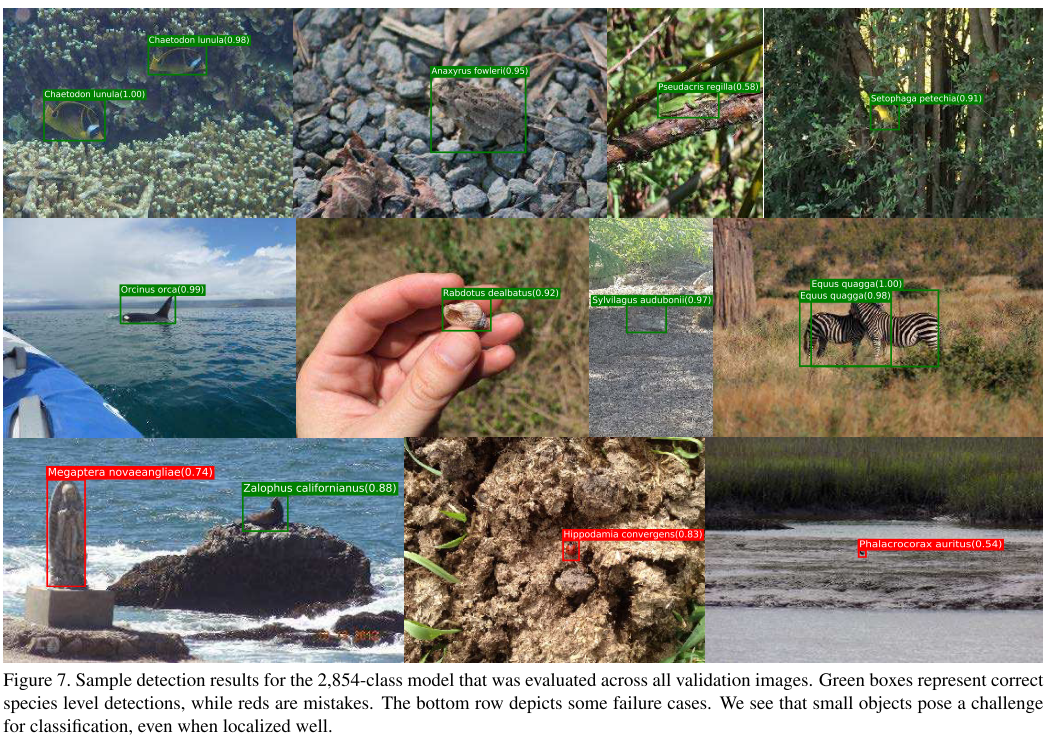 Chaetodon lunula(0.98)
Chaetodon lunula(1.00)
Anaxyrus fowleri(0.95)
Pseudacris regilla(0.58)
Setophaga petechia(0.91)
Orcinus orca(0.99)
Rabdotus dealbatus(0.92)
Sylvilagus audubonii(0.97)
Equus quagga(1.00)
Equus quagga(0.98)
Megaptera novaeangliae(0.74)
Zalophus californianus(0.88)
Hippodamia convergens(0.83)
Phalacrocorax auritus(0.54)
Figure 7. Sample detection results for the 2,854-class model that was evaluated across all validation images. Green boxes represent correct
species level detections, while reds are mistakes. The bottom row depicts some failure cases. We see that small objects pose a challenge
for classification, even when localized well.